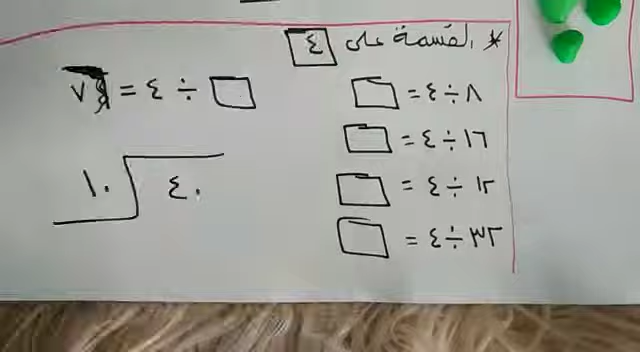 * القسمة على ٤
٨ ÷ ٤ =
١٦ ÷ ٤ =
١٢ ÷ ٤ =
٣٢ ÷ ٤ =
÷ ٤ = ٧
٤٠
١٠